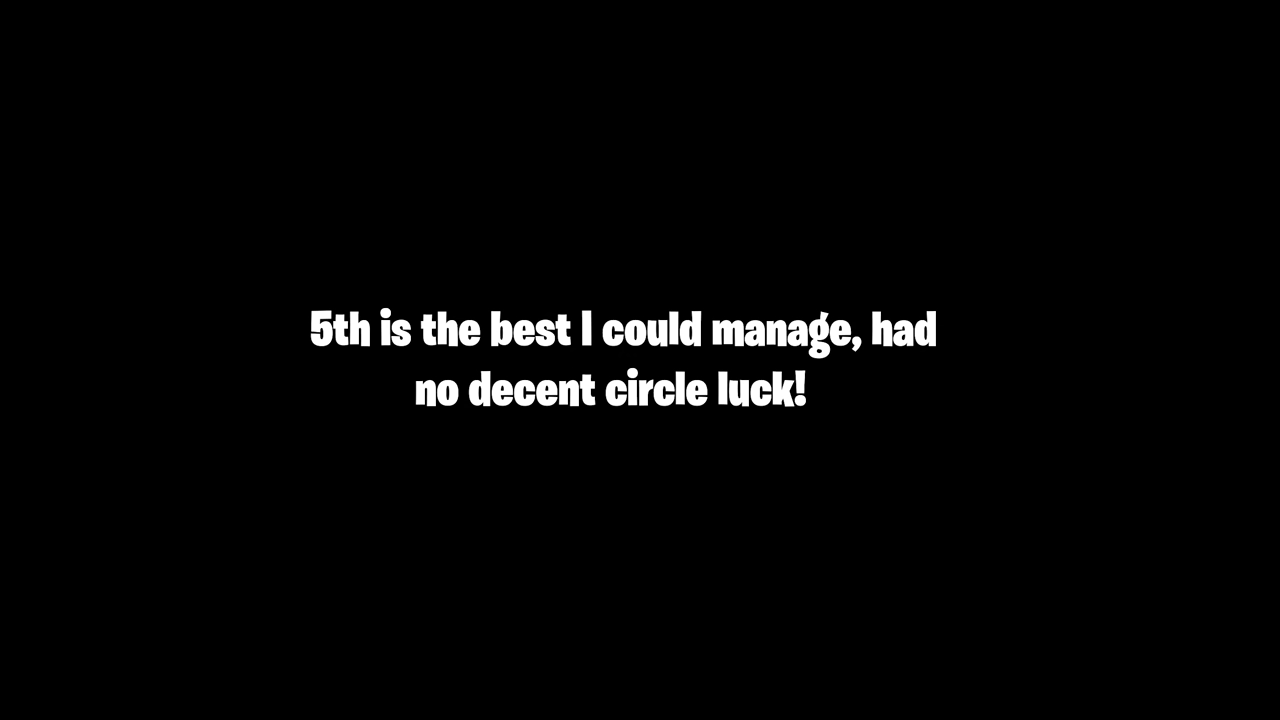 5th is the best I could manage, had
no decent circle luck!